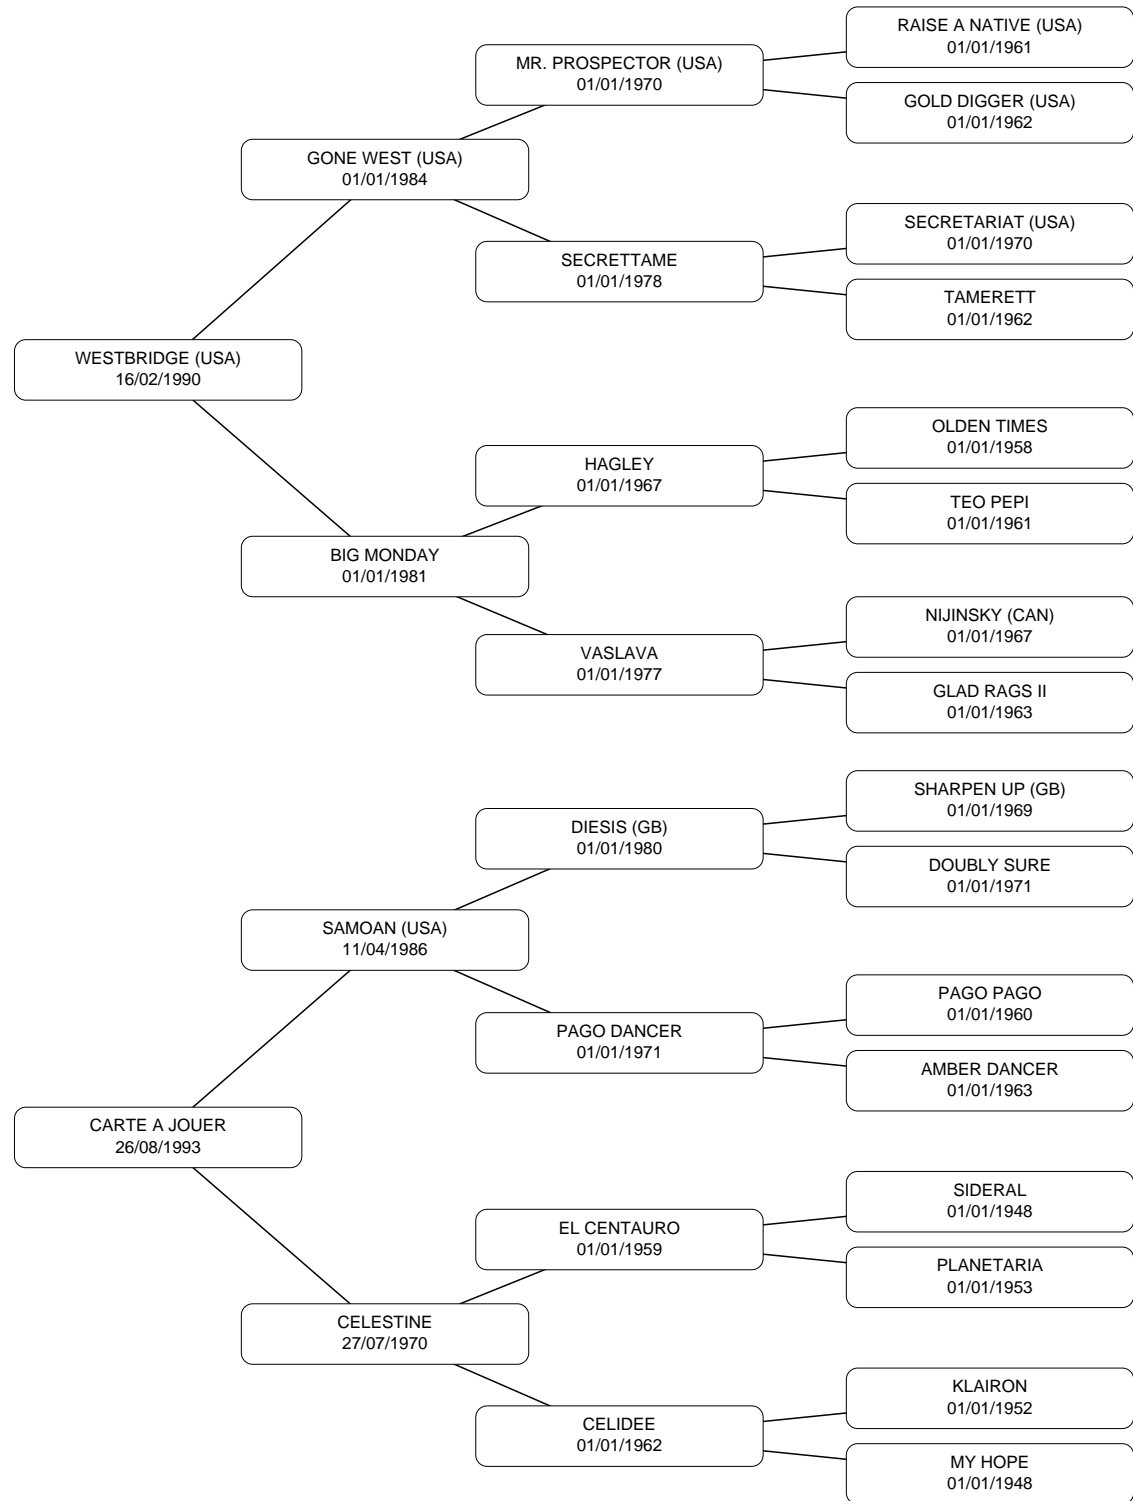 RAISE A NATIVE (USA)
01/01/1961
MR. PROSPECTOR (USA)
01/01/1970
GOLD DIGGER (USA)
01/01/1962
GONE WEST (USA)
01/01/1984
SECRETARIAT (USA)
01/01/1970
SECRETTAME
01/01/1978
TAMERETT
01/01/1962
WESTBRIDGE (USA)
16/02/1990
OLDEN TIMES
01/01/1958
HAGLEY
01/01/1967
TEO PEPI
01/01/1961
BIG MONDAY
01/01/1981
NIJINSKY (CAN)
01/01/1967
VASLAVA
01/01/1977
GLAD RAGS II
01/01/1963
SHARPEN UP (GB)
01/01/1969
DIESIS (GB)
01/01/1980
DOUBLY SURE
01/01/1971
SAMOAN (USA)
11/04/1986
PAGO PAGO
01/01/1960
PAGO DANCER
01/01/1971
AMBER DANCER
01/01/1963
CARTE A JOUER
26/08/1993
SIDERAL
01/01/1948
EL CENTAURO
01/01/1959
PLANETARIA
01/01/1953
CELESTINE
27/07/1970
KLAIRON
01/01/1952
CELIDEE
01/01/1962
MY HOPE
01/01/1948